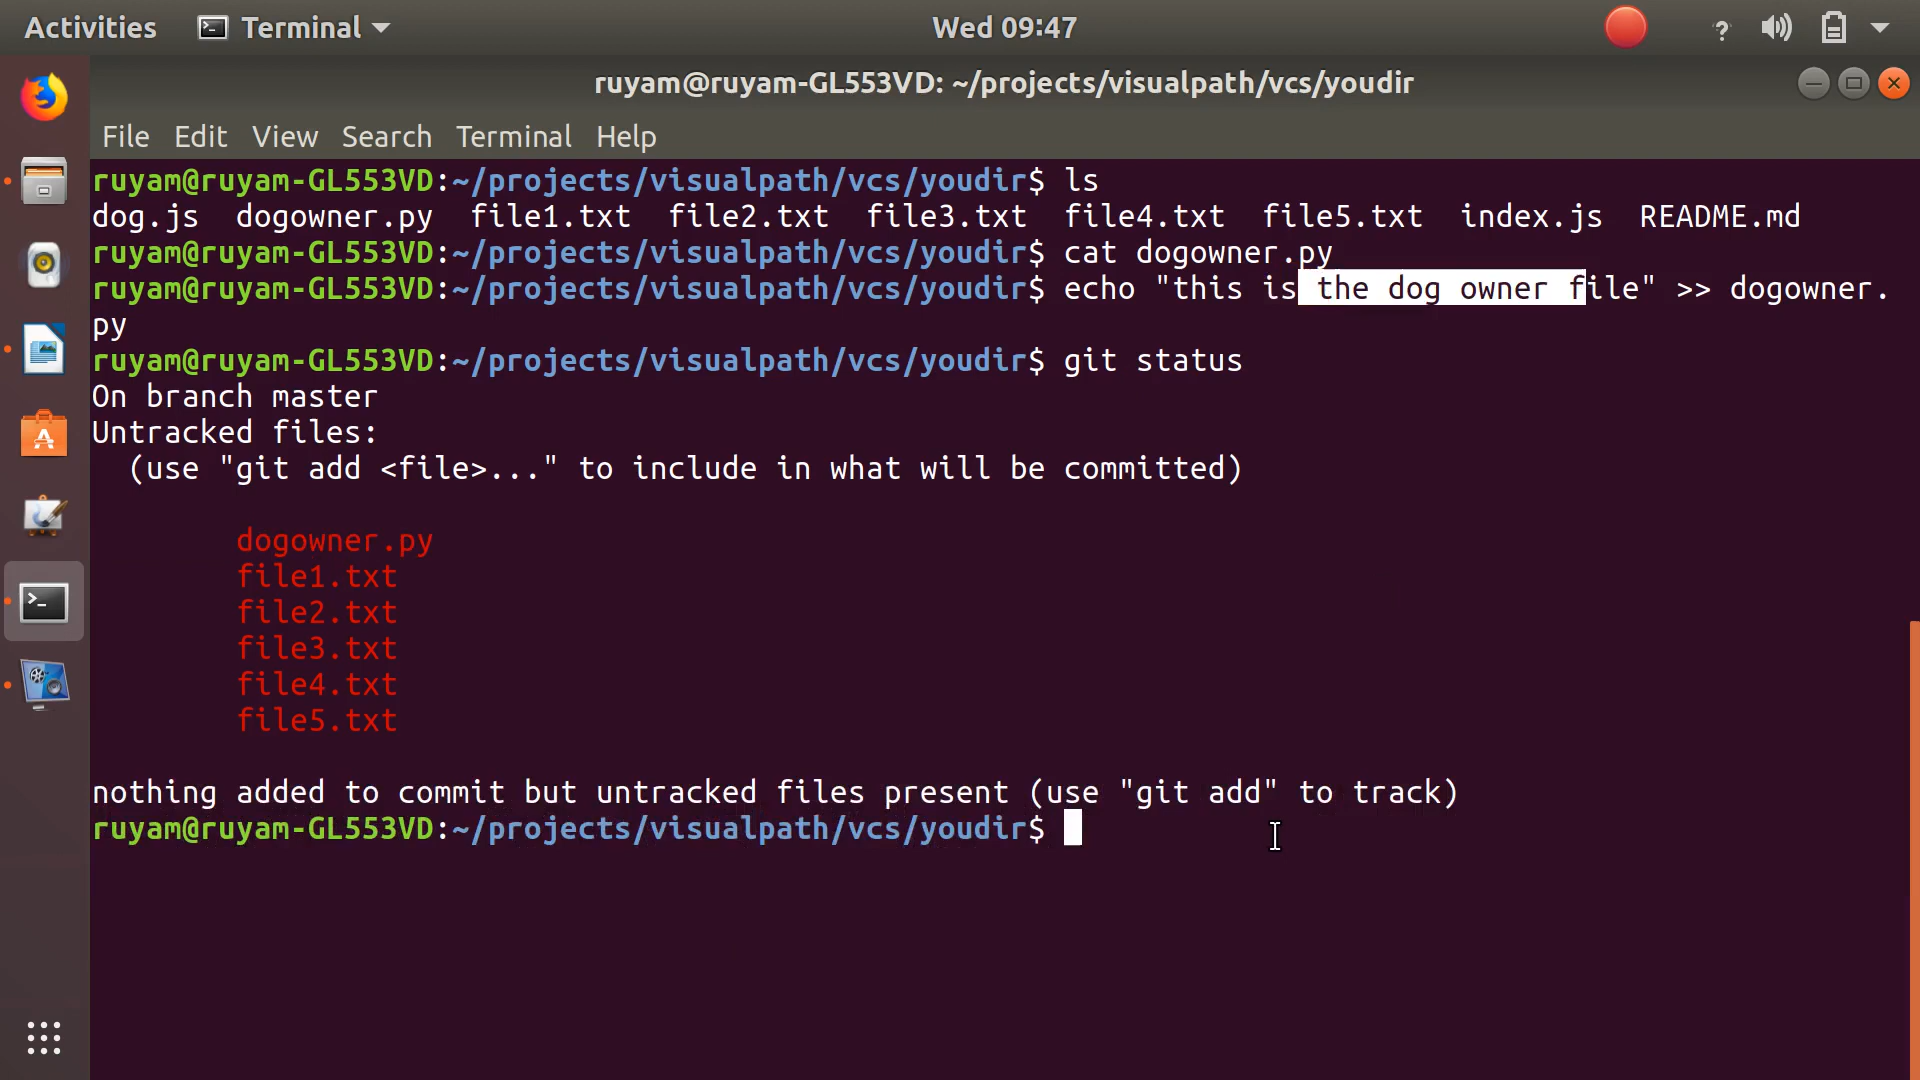 Activities Terminal Wed 09:47 ?
ruyam@ruyam-GL553VD: ~/projects/visualpath/vcs/youdir
File Edit View Search Terminal Help
ruyam@ruyam-GL553VD:~/projects/visualpath/vcs/youdir$ ls
dog.js  dogowner.py  file1.txt  file2.txt  file3.txt  file4.txt  file5.txt  index.js  README.md
ruyam@ruyam-GL553VD:~/projects/visualpath/vcs/youdir$ cat dogowner.py
ruyam@ruyam-GL553VD:~/projects/visualpath/vcs/youdir$ echo "this is the dog owner file" >> dogowner.
py
ruyam@ruyam-GL553VD:~/projects/visualpath/vcs/youdir$ git status
On branch master
Untracked files:
  (use "git add <file>..." to include in what will be committed)
        dogowner.py
        file1.txt
        file2.txt
        file3.txt
        file4.txt
        file5.txt
nothing added to commit but untracked files present (use "git add" to track)
ruyam@ruyam-GL553VD:~/projects/visualpath/vcs/youdir$